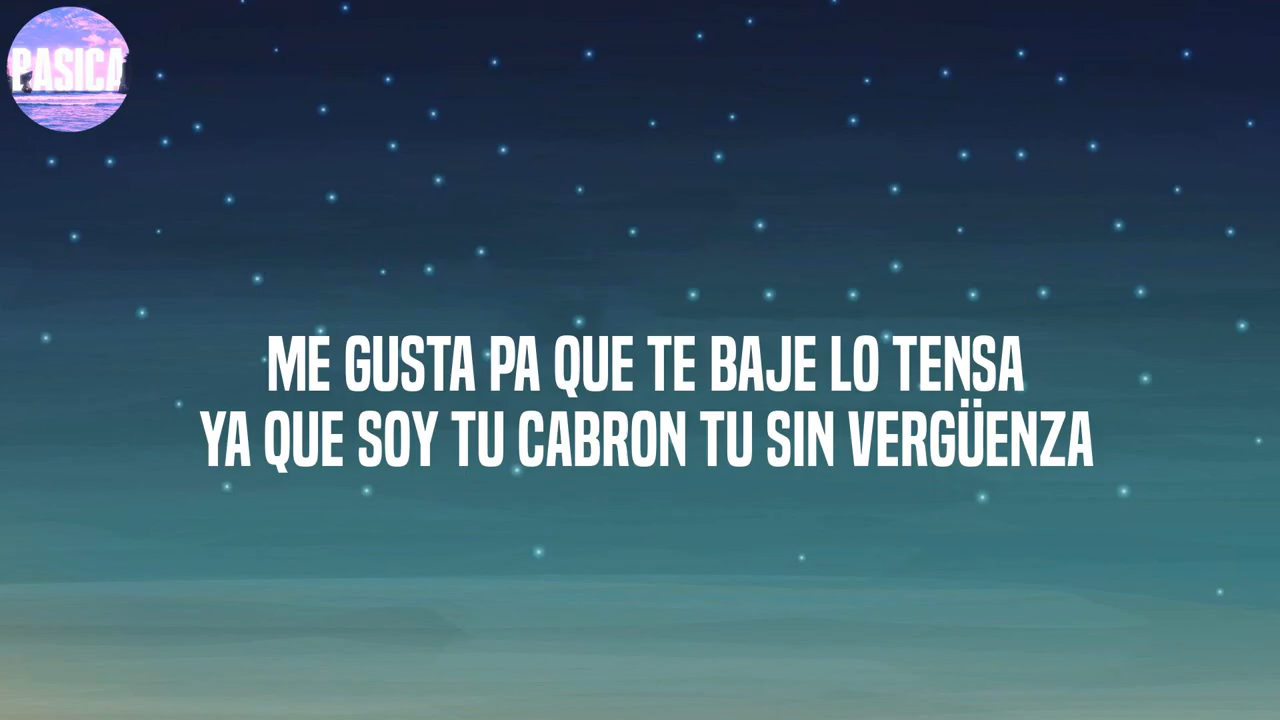 PASICA
ME GUSTA PA QUE TE BAJE LO TENSA
YA QUE SOY TU CABRON TU SIN VERGÜENZA